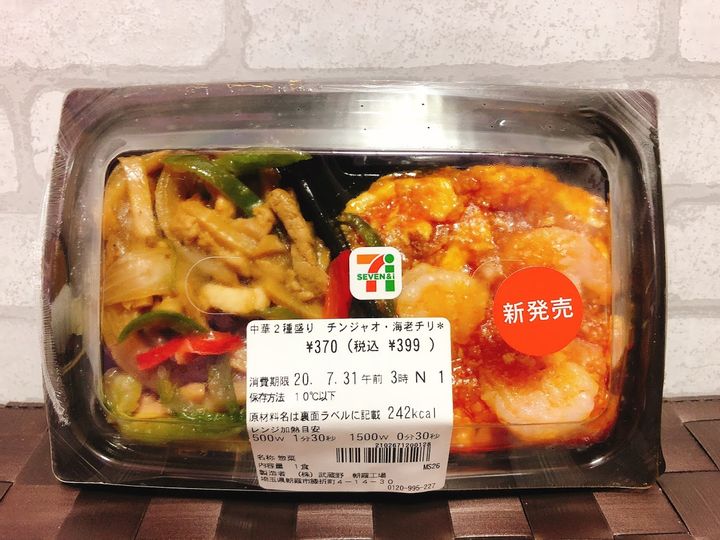 7i
SEVEN&i
新発売
中華2種盛り チンジャオ・海老チリ*
¥370(税込 ¥399 )
消費期限 20. 7.31午前 3時 N 1
保存方法 10℃以下
原材料名は裏面ラベルに記載 242kcal
レンジ加熱目安
500W 1分30秒 1500W 0分30秒
2102671200128
名称 惣菜
内容量 1食
MS26
製造者 (株)武蔵野 朝霞工場
埼玉県朝霞市膝折町4-14-30
0120-995-227